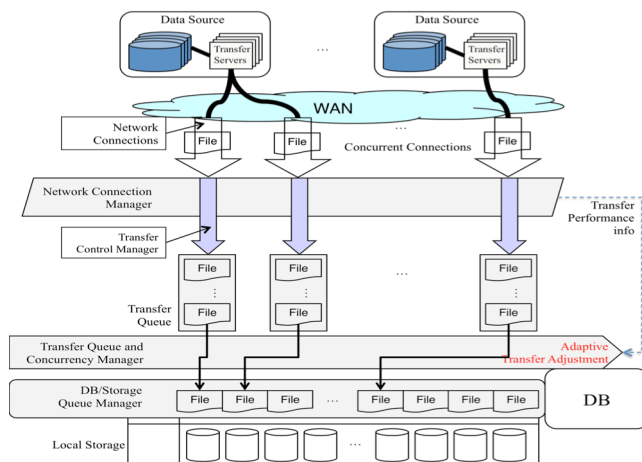 Data Source
Data Source
Transfer
Servers
...
Transfer
Servers
WAN
Network
Connections
File
File
...
Concurrent Connections
File
Network Connection
Manager
Transfer
Performance
info
Transfer
Control Manager
File
File
File
...
...
...
...
File
File
File
Transfer
Queue
Transfer Queue and
Concurrency Manager
Adaptive
Transfer Adjustment
DB/Storage
Queue Manager
File
File
File
...
File
File
File
File
DB
Local Storage
...